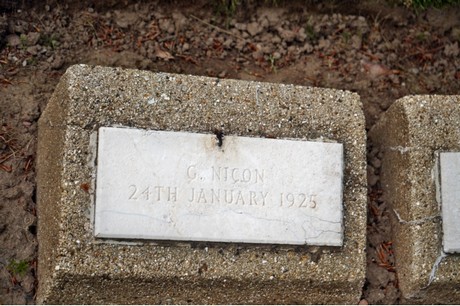 G. NICON
24TH JANUARY 1925